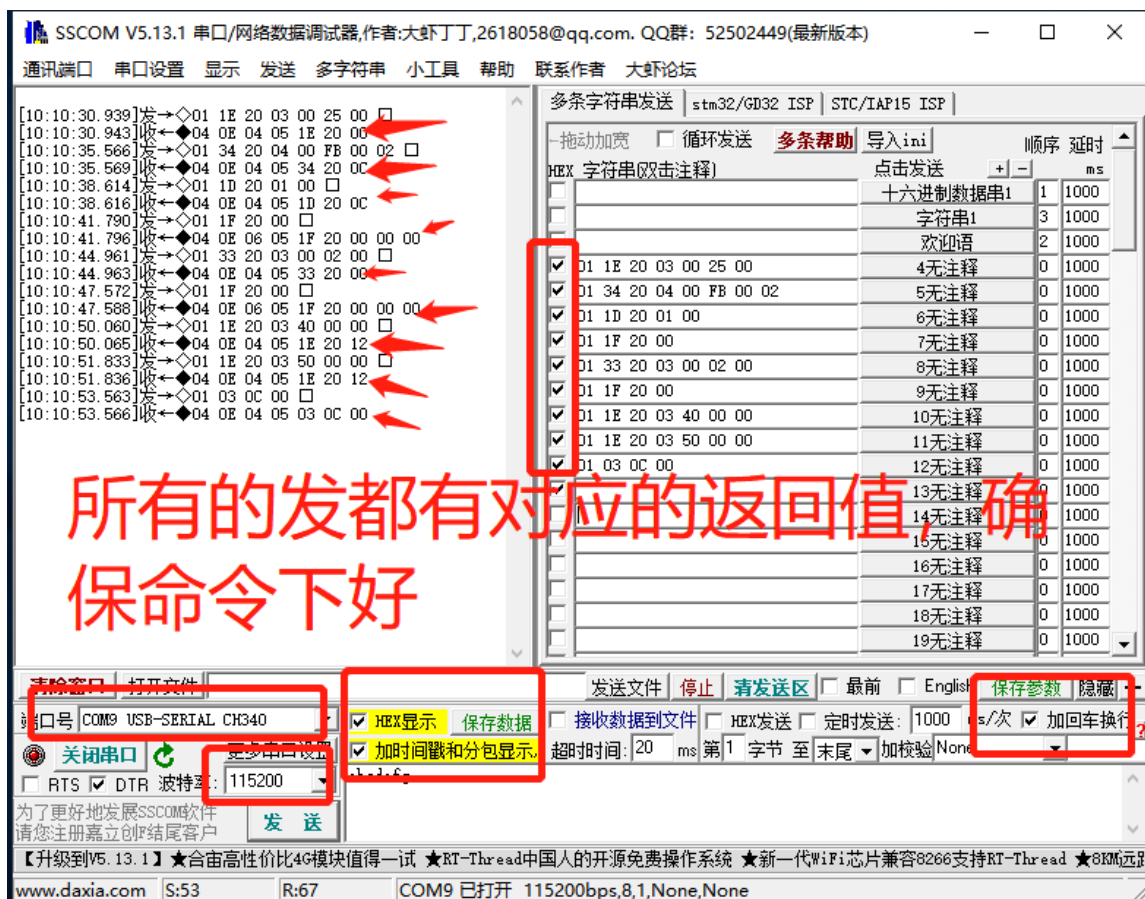 SSCOM V5.13.1 串口/网络数据调试器,作者:大虾丁丁,2618058@qq.com. QQ群: 52502449(最新版本)
通讯端口 串口设置 显示 发送 多字符串 小工具 帮助 联系作者 大虾论坛
[10:10:30.939]发→◇01 1E 20 03 00 25 00 □
[10:10:30.943]收←◆04 0E 04 05 1E 20 00
[10:10:35.566]发→◇01 34 20 04 00 FB 00 02 □
[10:10:35.569]收←◆04 0E 04 05 34 20 0C
[10:10:38.614]发→◇01 1D 20 01 00 □
[10:10:38.616]收←◆04 0E 04 05 1D 20 0C
[10:10:41.790]发→◇01 1F 20 00 □
[10:10:41.796]收←◆04 0E 06 05 1F 20 00 00 00
[10:10:44.961]发→◇01 33 20 03 00 02 00 □
[10:10:44.963]收←◆04 0E 04 05 33 20 00
[10:10:47.572]发→◇01 1F 20 00 □
[10:10:47.588]收←◆04 0E 06 05 1F 20 00 00 00
[10:10:50.060]发→◇01 1E 20 03 40 00 00 □
[10:10:50.065]收←◆04 0E 04 05 1E 20 12
[10:10:51.833]发→◇01 1E 20 03 50 00 00 □
[10:10:51.836]收←◆04 0E 04 05 1E 20 12
[10:10:53.563]发→◇01 03 0C 00 □
[10:10:53.566]收←◆04 0E 04 05 03 0C 00
多条字符串发送 stm32/GD32 ISP STC/IAP15 ISP
拖动加宽 循环发送 多条帮助 导入ini 顺序 延时
HEX 字符串(双击注释) 点击发送 + - ms
十六进制数据串1 1 1000
字符串1 3 1000
欢迎语 2 1000
01 1E 20 03 00 25 00 4无注释 0 1000
01 34 20 04 00 FB 00 02 5无注释 0 1000
01 1D 20 01 00 6无注释 0 1000
01 1F 20 00 7无注释 0 1000
01 33 20 03 00 02 00 8无注释 0 1000
01 1F 20 00 9无注释 0 1000
01 1E 20 03 40 00 00 10无注释 0 1000
01 1E 20 03 50 00 00 11无注释 0 1000
01 03 0C 00 12无注释 0 1000
13无注释 0 1000
14无注释 0 1000
15无注释 0 1000
16无注释 0 1000
17无注释 0 1000
18无注释 0 1000
19无注释 0 1000
所有的发都有对应的返回值,确
保命令下好
清除窗口 打开文件 发送文件 停止 清发送区 最前 English 保存参数 隐藏
端口号 COM9 USB-SERIAL CH340 HEX显示 保存数据 接收数据到文件 HEX发送 定时发送: 1000 ms/次 加回车换行
关闭串口 更多串口设置 加时间戳和分包显示, 超时时间: 20 ms 第1 字节 至 末尾 加校验None
RTS DTR 波特率: 115200
为了更好地发展SSCOM软件
请您注册嘉立创F结尾客户
发 送
【升级到V5.13.1】★合宙高性价比4G模块值得一试 ★RT-Thread中国人的开源免费操作系统 ★新一代WiFi芯片兼容8266支持RT-Thread ★8KM远
www.daxia.com S:53 R:67 COM9 已打开 115200bps,8,1,None,None